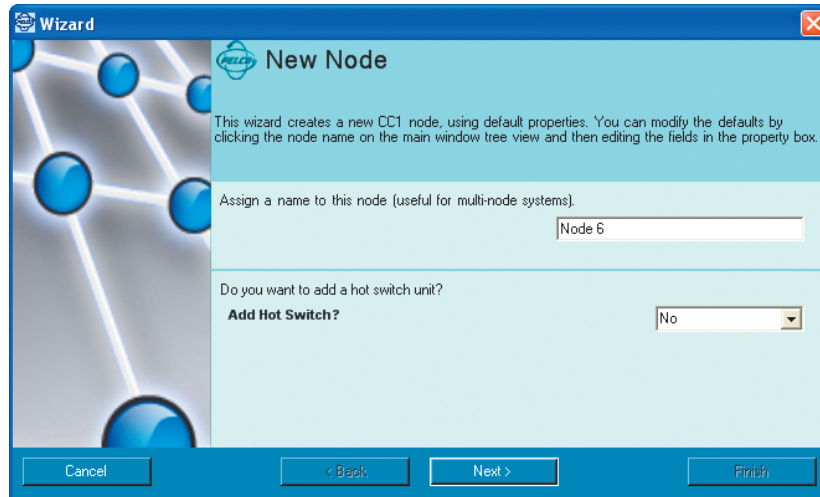 Wizard
PELCO
New Node
This wizard creates a new CC1 node, using default properties. You can modify the defaults by
clicking the node name on the main window tree view and then editing the fields in the property box.
Assign a name to this node (useful for multi-node systems).
Node 6
Do you want to add a hot switch unit?
Add Hot Switch?
No
Cancel
< Back
Next >
Finish